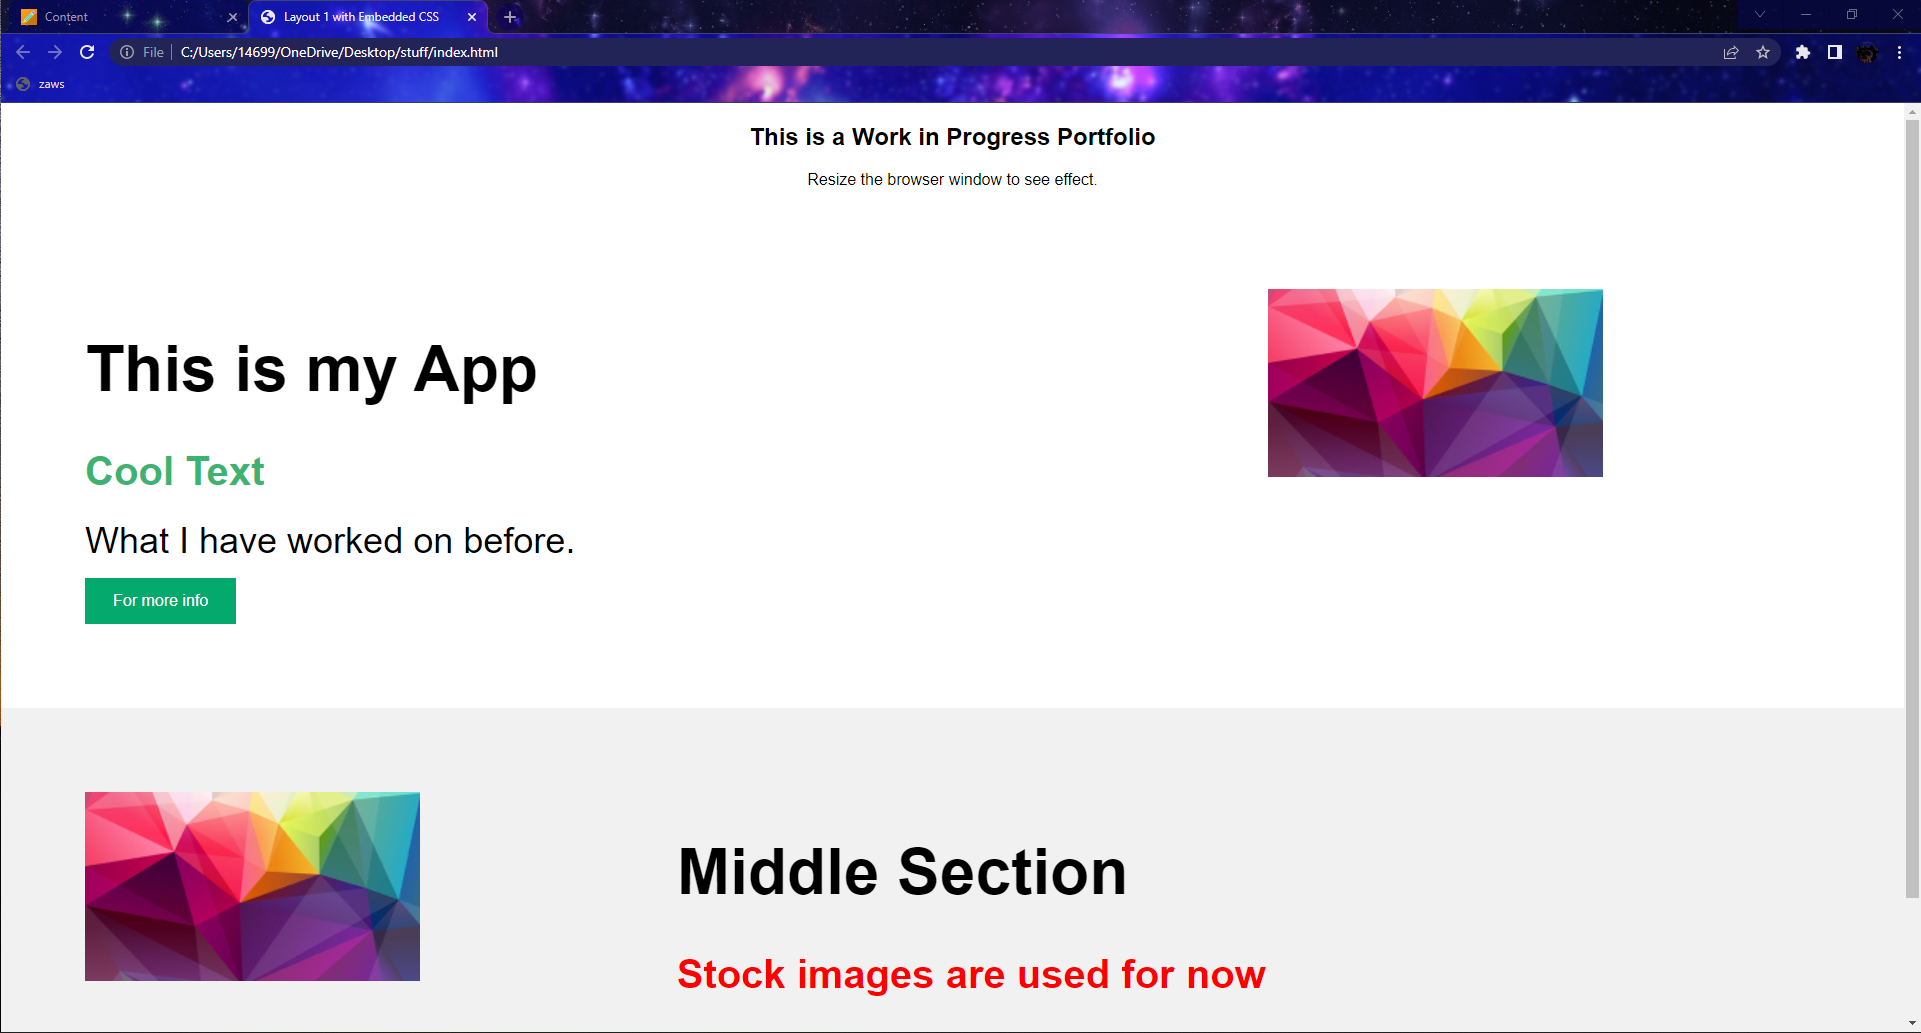 Content
Layout 1 with Embedded CSS
File
C:/Users/14699/OneDrive/Desktop/stuff/index.html
zaws
This is a Work in Progress Portfolio
Resize the browser window to see effect.
This is my App
Cool Text
What I have worked on before.
For more info
Middle Section
Stock images are used for now